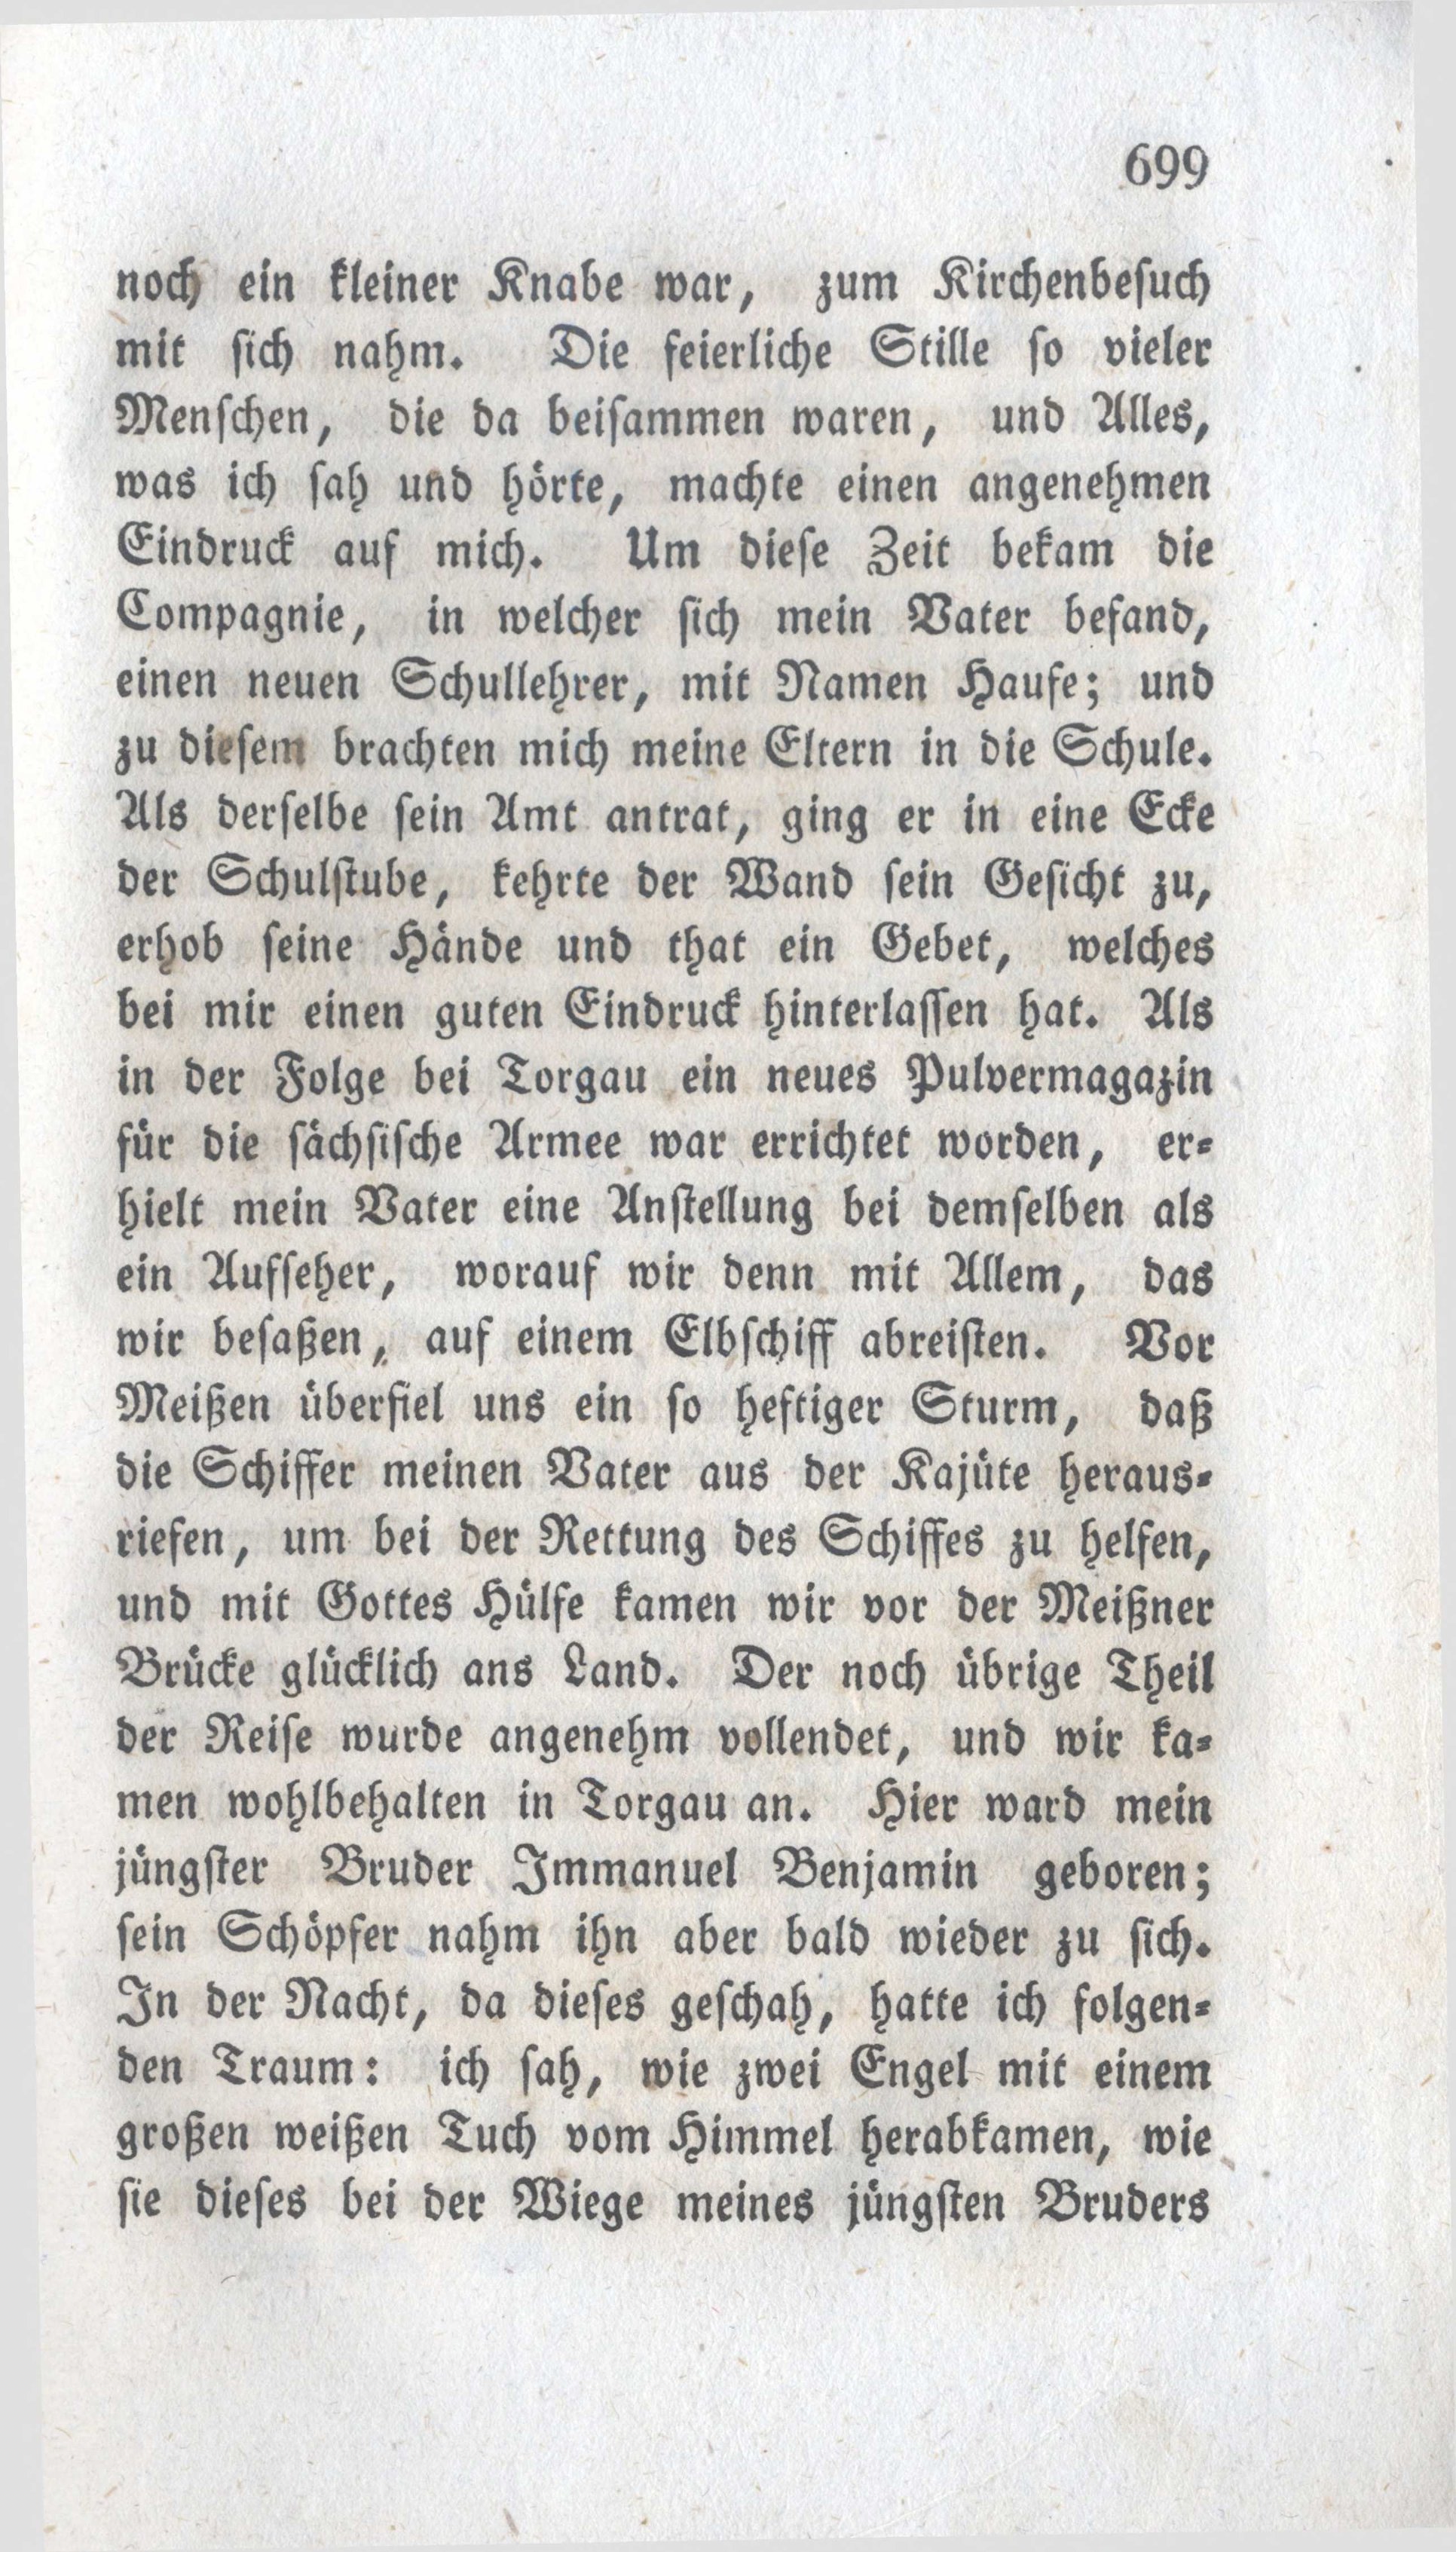 699
noch ein kleiner Knabe war, zum Kirchenbesuch
mit sich nahm. Die feierliche Stille so vieler
Menschen, die da beisammen waren, und Alles,
was ich sah und hörte, machte einen angenehmen
Eindruck auf mich. Um diese Zeit bekam die
Compagnie, in welcher sich mein Vater befand,
einen neuen Schullehrer, mit Namen Haufe; und
zu diesem brachten mich meine Eltern in die Schule.
Als derselbe sein Amt antrat, ging er in eine Ecke
der Schulstube, kehrte der Wand sein Gesicht zu,
erhob seine Hände und that ein Gebet, welches
bei mir einen guten Eindruck hinterlassen hat. Als
in der Folge bei Torgau ein neues Pulvermagazin
für die sächsische Armee war errichtet worden, er-
hielt mein Vater eine Anstellung bei demselben als
ein Aufseher, worauf wir denn mit Allem, das
wir besaßen, auf einem Elbschiff abreisten. Vor
Meißen überfiel uns ein so heftiger Sturm, daß
die Schiffer meinen Vater aus der Kajüte heraus-
riefen, um bei der Rettung des Schiffes zu helfen,
und mit Gottes Hülfe kamen wir vor der Meißner
Brücke glücklich ans Land. Der noch übrige Theil
der Reise wurde angenehm vollendet, und wir ka-
men wohlbehalten in Torgau an. Hier ward mein
jüngster Bruder Immanuel Benjamin geboren;
sein Schöpfer nahm ihn aber bald wieder zu sich.
In der Nacht, da dieses geschah, hatte ich folgen-
den Traum: ich sah, wie zwei Engel mit einem
großen weißen Tuch vom Himmel herabkamen, wie
sie dieses bei der Wiege meines jüngsten Bruders